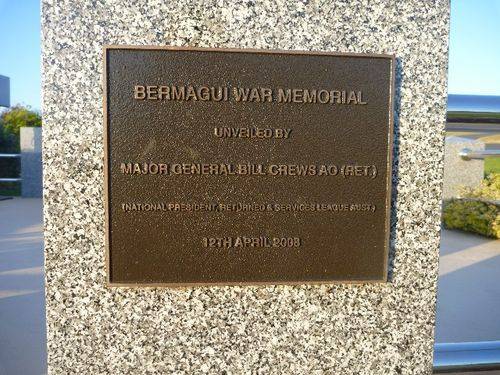 BERMAGUI WAR MEMORIAL
UNVEILED BY
MAJOR GENERAL BILL CREWS AO (RET.)
(NATIONAL PRESIDENT, RETURNED & SERVICES LEAGUE AUST.)
12TH APRIL 2008